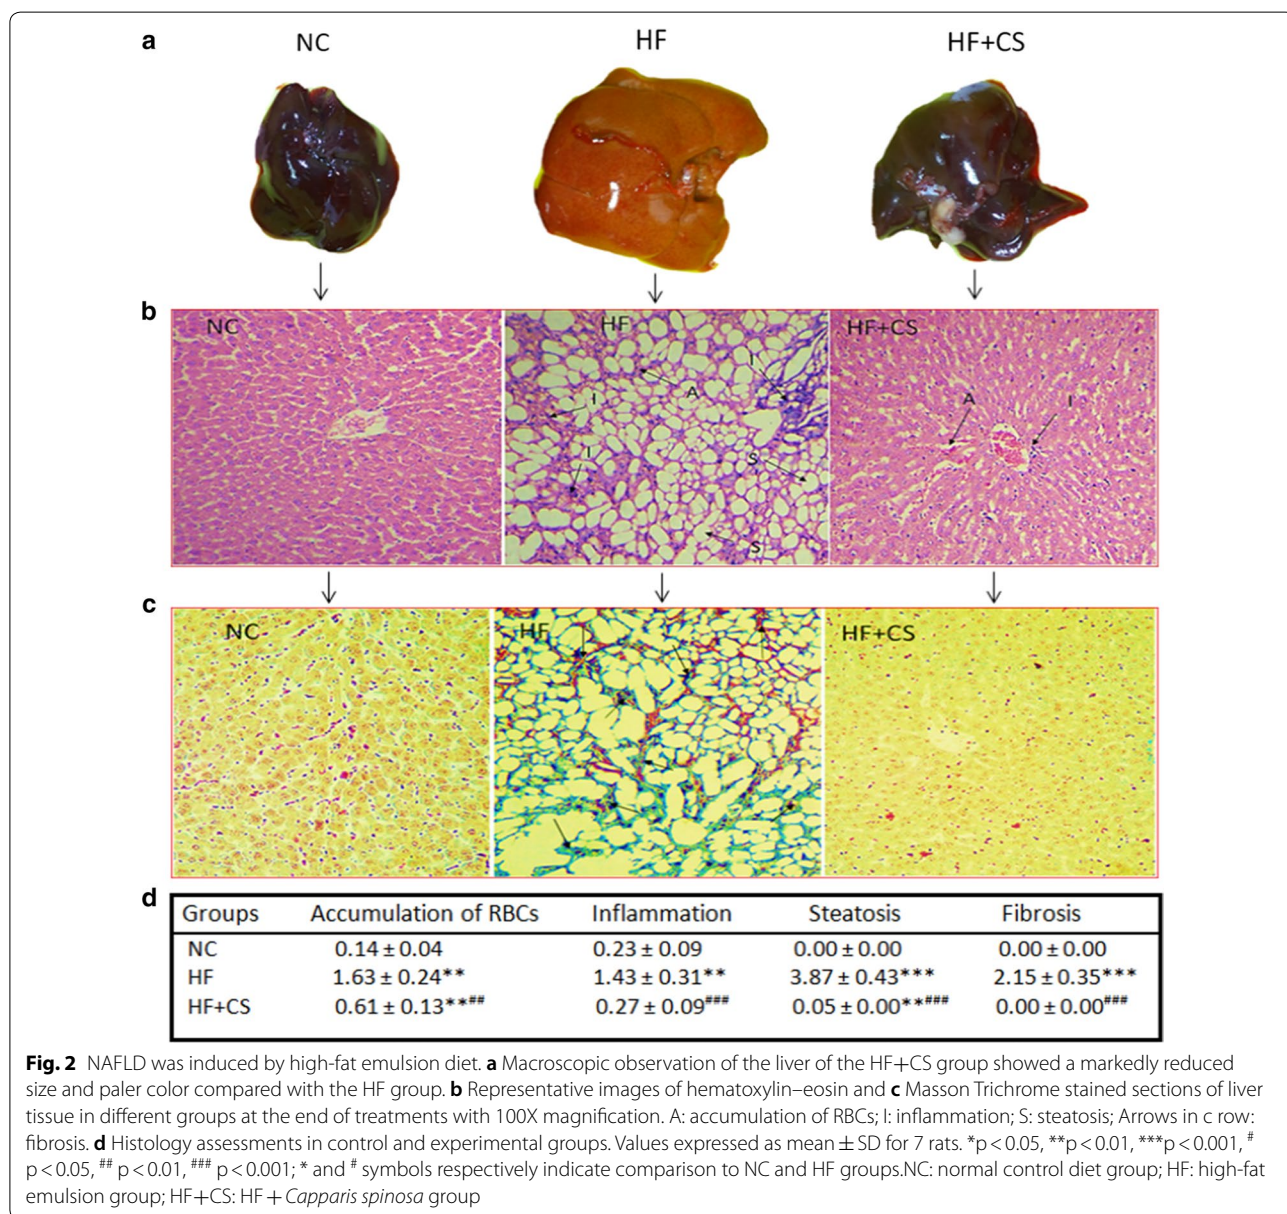 a
NC
HF
HF+CS
b
NC
HF
HF+CS
I
A
I
I
S
S
A
I
c
NC
HF
HF+CS
d
Groups Accumulation of RBCs Inflammation Steatosis Fibrosis
NC 0.14 ± 0.04 0.23 ± 0.09 0.00 ± 0.00 0.00 ± 0.00
HF 1.63 ± 0.24** 1.43 ± 0.31** 3.87 ± 0.43*** 2.15 ± 0.35***
HF+CS 0.61 ± 0.13**## 0.27 ± 0.09### 0.05 ± 0.00**### 0.00 ± 0.00###
Fig. 2 NAFLD was induced by high-fat emulsion diet. a Macroscopic observation of the liver of the HF+CS group showed a markedly reduced
size and paler color compared with the HF group. b Representative images of hematoxylin–eosin and c Masson Trichrome stained sections of liver
tissue in different groups at the end of treatments with 100X magnification. A: accumulation of RBCs; I: inflammation; S: steatosis; Arrows in c row:
fibrosis. d Histology assessments in control and experimental groups. Values expressed as mean ± SD for 7 rats. *p < 0.05, **p < 0.01, ***p < 0.001, #
p < 0.05, ## p < 0.01, ### p < 0.001; * and # symbols respectively indicate comparison to NC and HF groups.NC: normal control diet group; HF: high-fat
emulsion group; HF+CS: HF + Capparis spinosa group